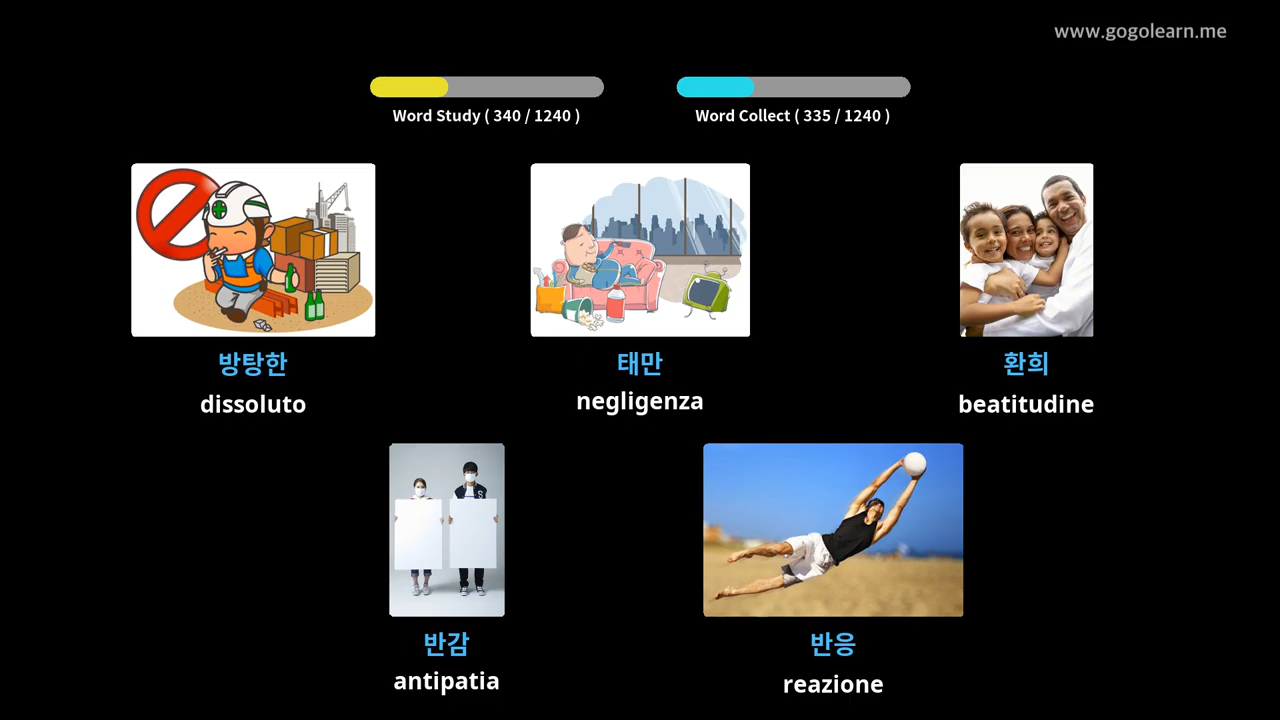 www.gogolearn.me
Word Study ( 340 / 1240 )
Word Collect ( 335 / 1240 )
방탕한
dissoluto
태만
negligenza
환희
beatitudine
반감
antipatia
반응
reazione